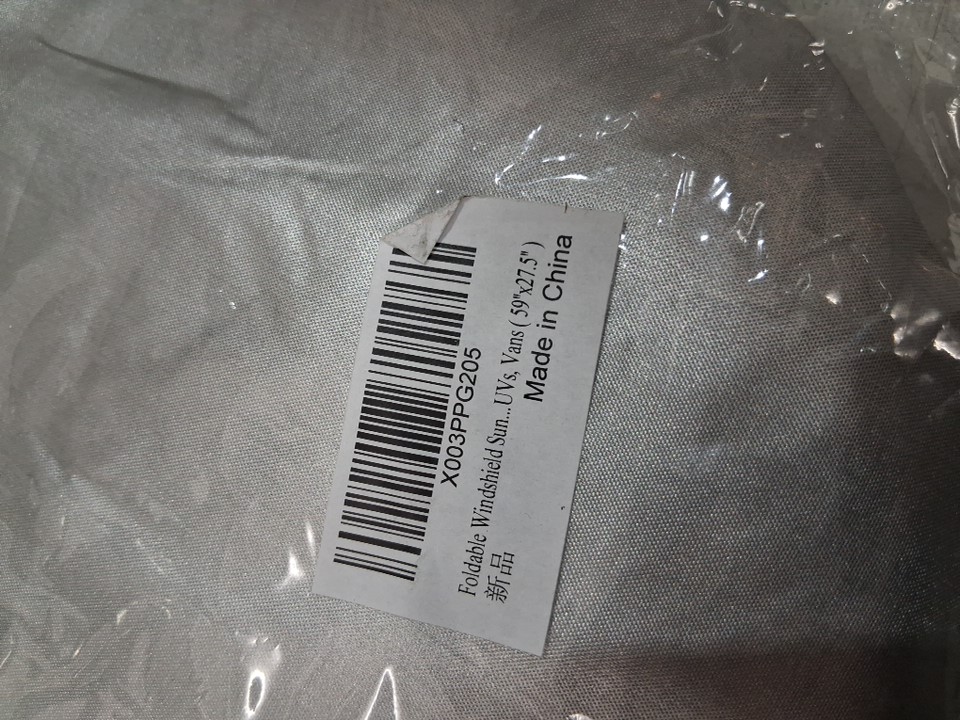 X003PPG205
Foldable Windshield Sun...UVs, Vans ( 59"x27.5" )
新品
Made in China